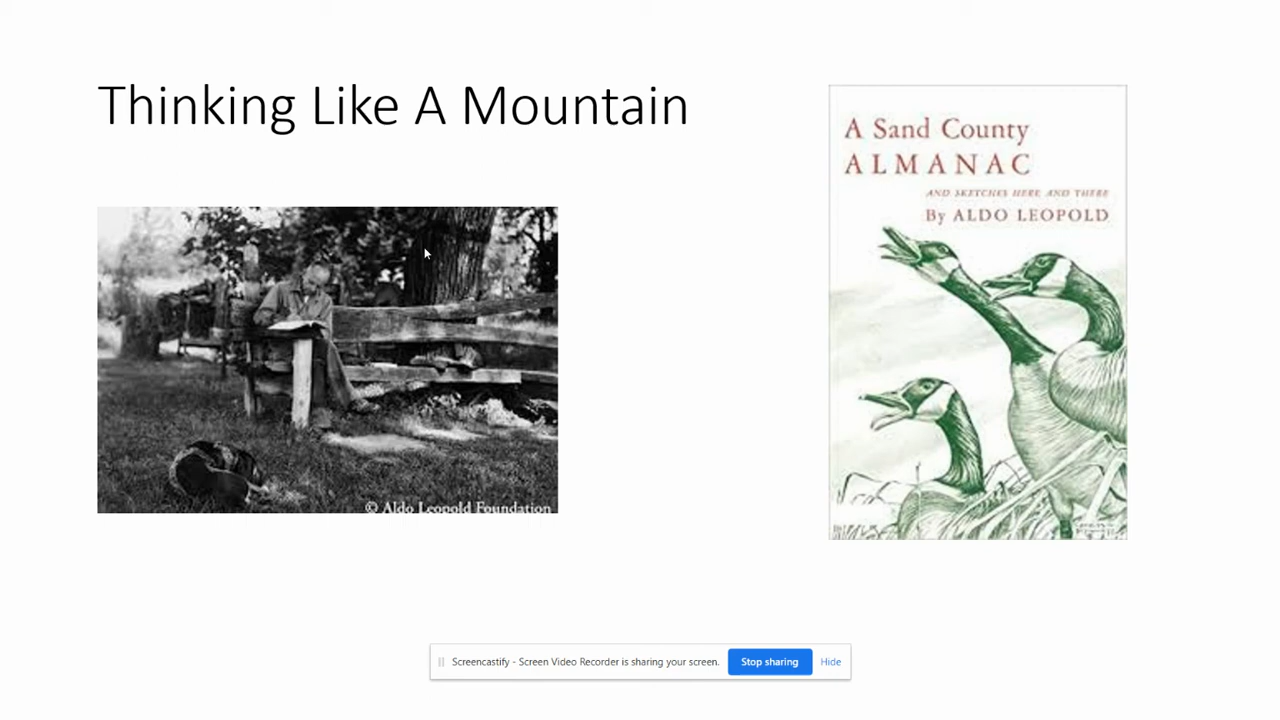 Thinking Like A Mountain
A Sand County
ALMANAC
AND SKETCHES HERE AND THERE
By ALDO LEOPOLD
© Aldo Leopold Foundation
Screencastify - Screen Video Recorder is sharing your screen.
Stop sharing
Hide